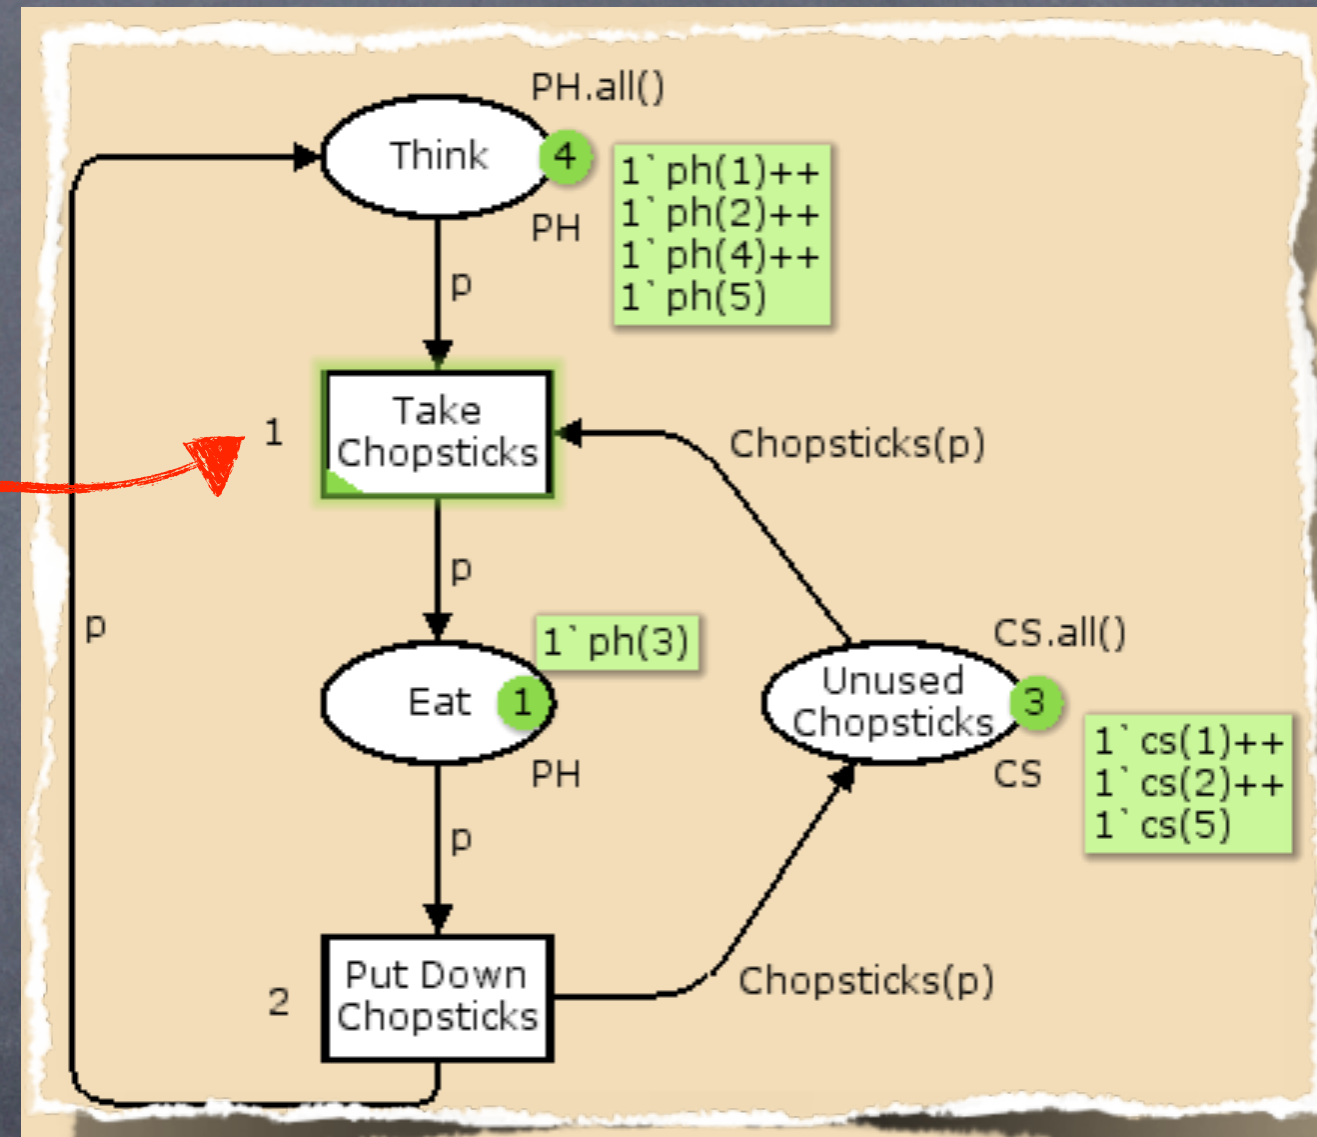 PH.all()
Think
4
1`ph(1)++
1`ph(2)++
1`ph(4)++
1`ph(5)
PH
p
1
Take
Chopsticks
Chopsticks(p)
p
p
1`ph(3)
Eat
1
PH
CS.all()
Unused
Chopsticks
3
CS
1`cs(1)++
1`cs(2)++
1`cs(5)
p
2
Put Down
Chopsticks
Chopsticks(p)